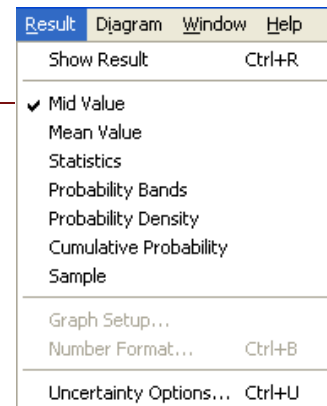 Result Diagram Window Help
Show Result Ctrl+R
Mid Value
Mean Value
Statistics
Probability Bands
Probability Density
Cumulative Probability
Sample
Graph Setup...
Number Format... Ctrl+B
Uncertainty Options... Ctrl+U